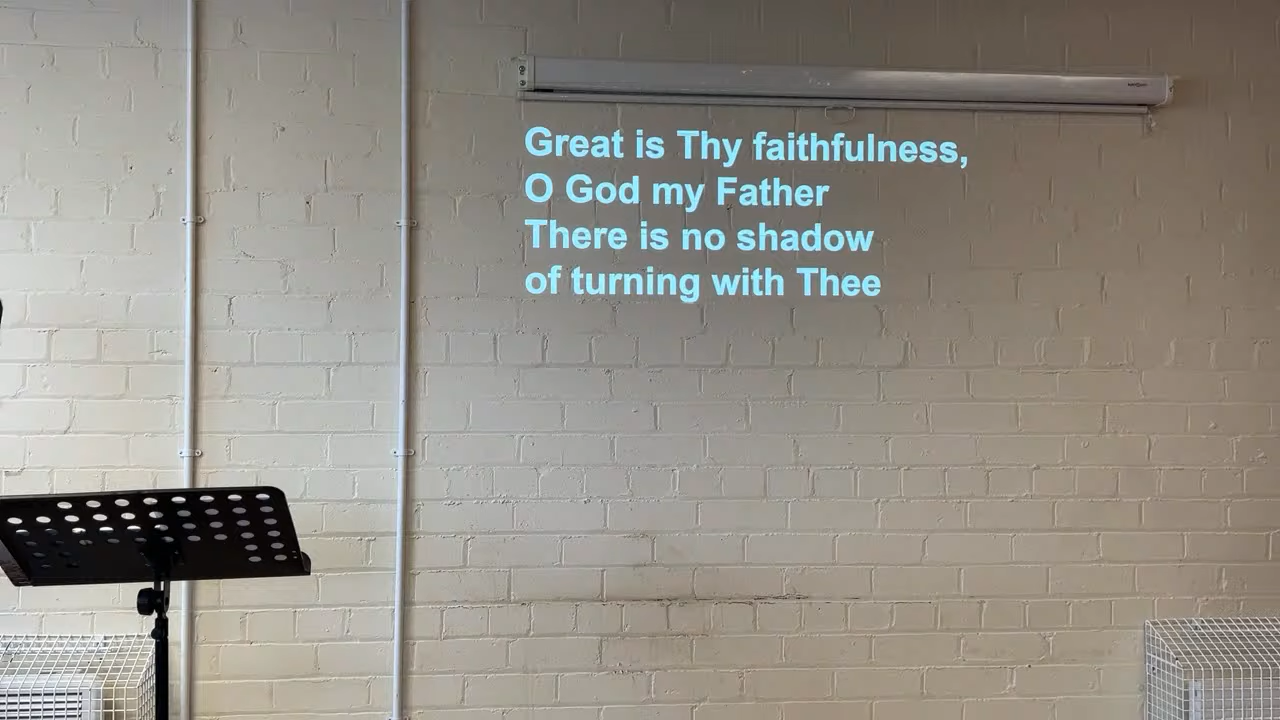 Great is Thy faithfulness,
O God my Father
There is no shadow
of turning with Thee